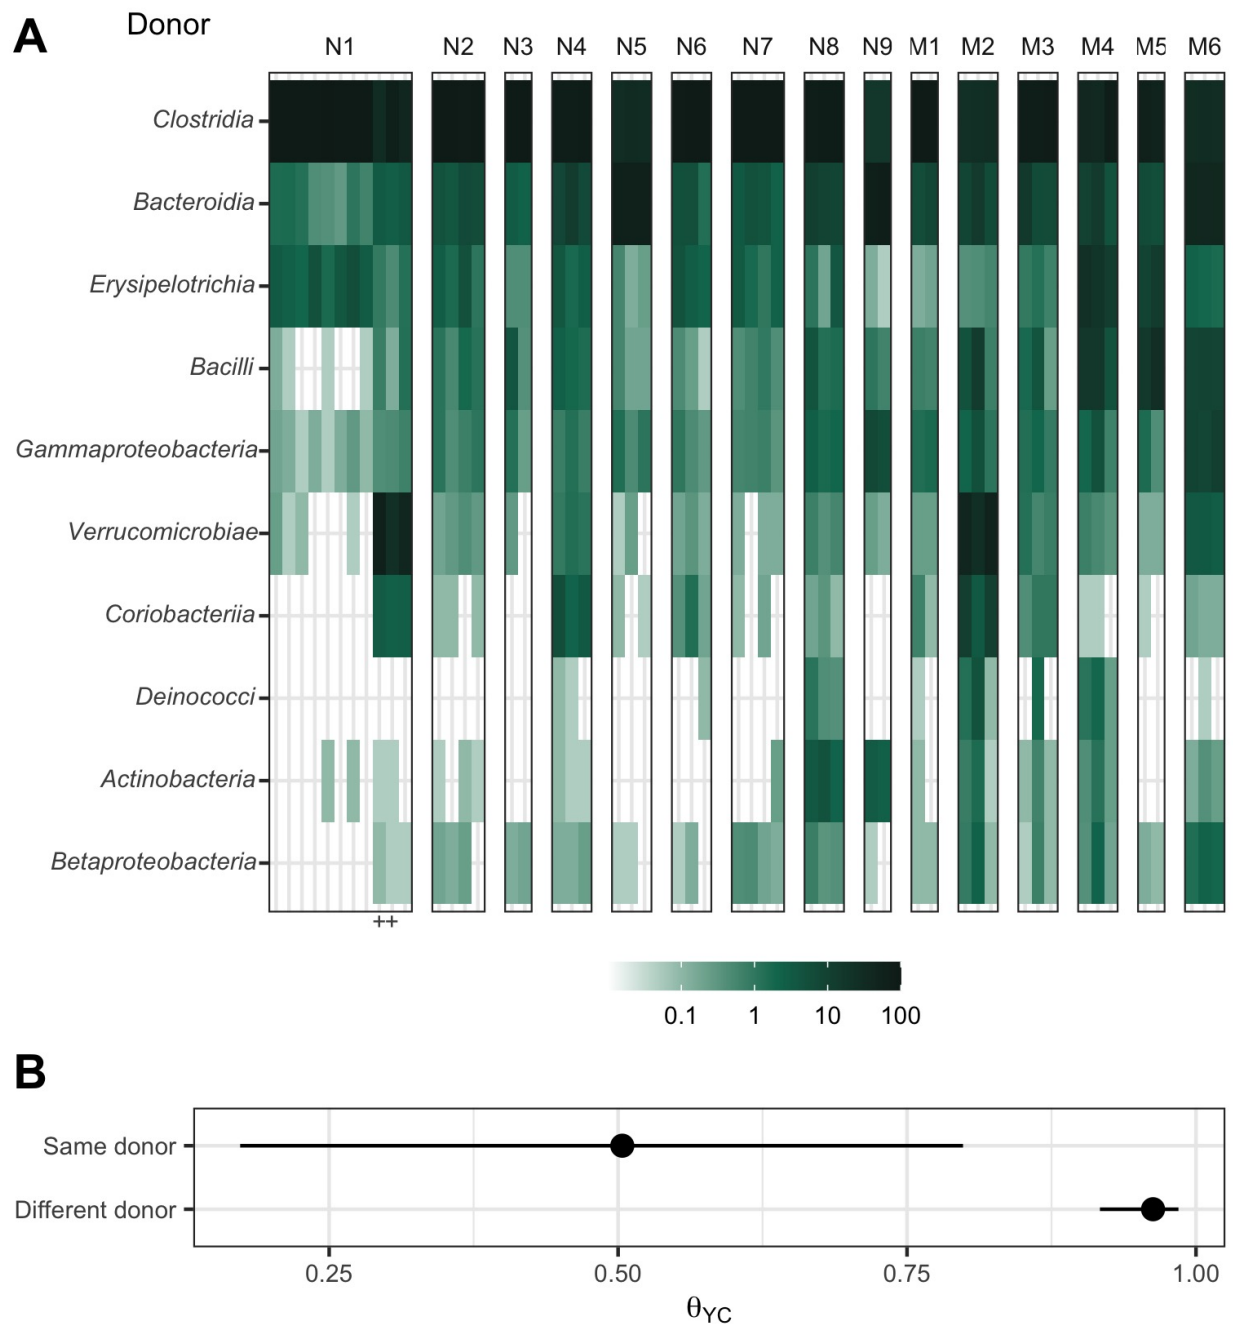 A
Donor
N1 N2 N3 N4 N5 N6 N7 N8 N9 M1 M2 M3 M4 M5 M6
Clostridia
Bacteroidia
Erysipelotrichia
Bacilli
Gammaproteobacteria
Verrucomicrobiae
Coriobacteriia
Deinococci
Actinobacteria
Betaproteobacteria
++
0.1 1 10 100
B
Same donor
Different donor
0.25 0.50 0.75 1.00
θYC